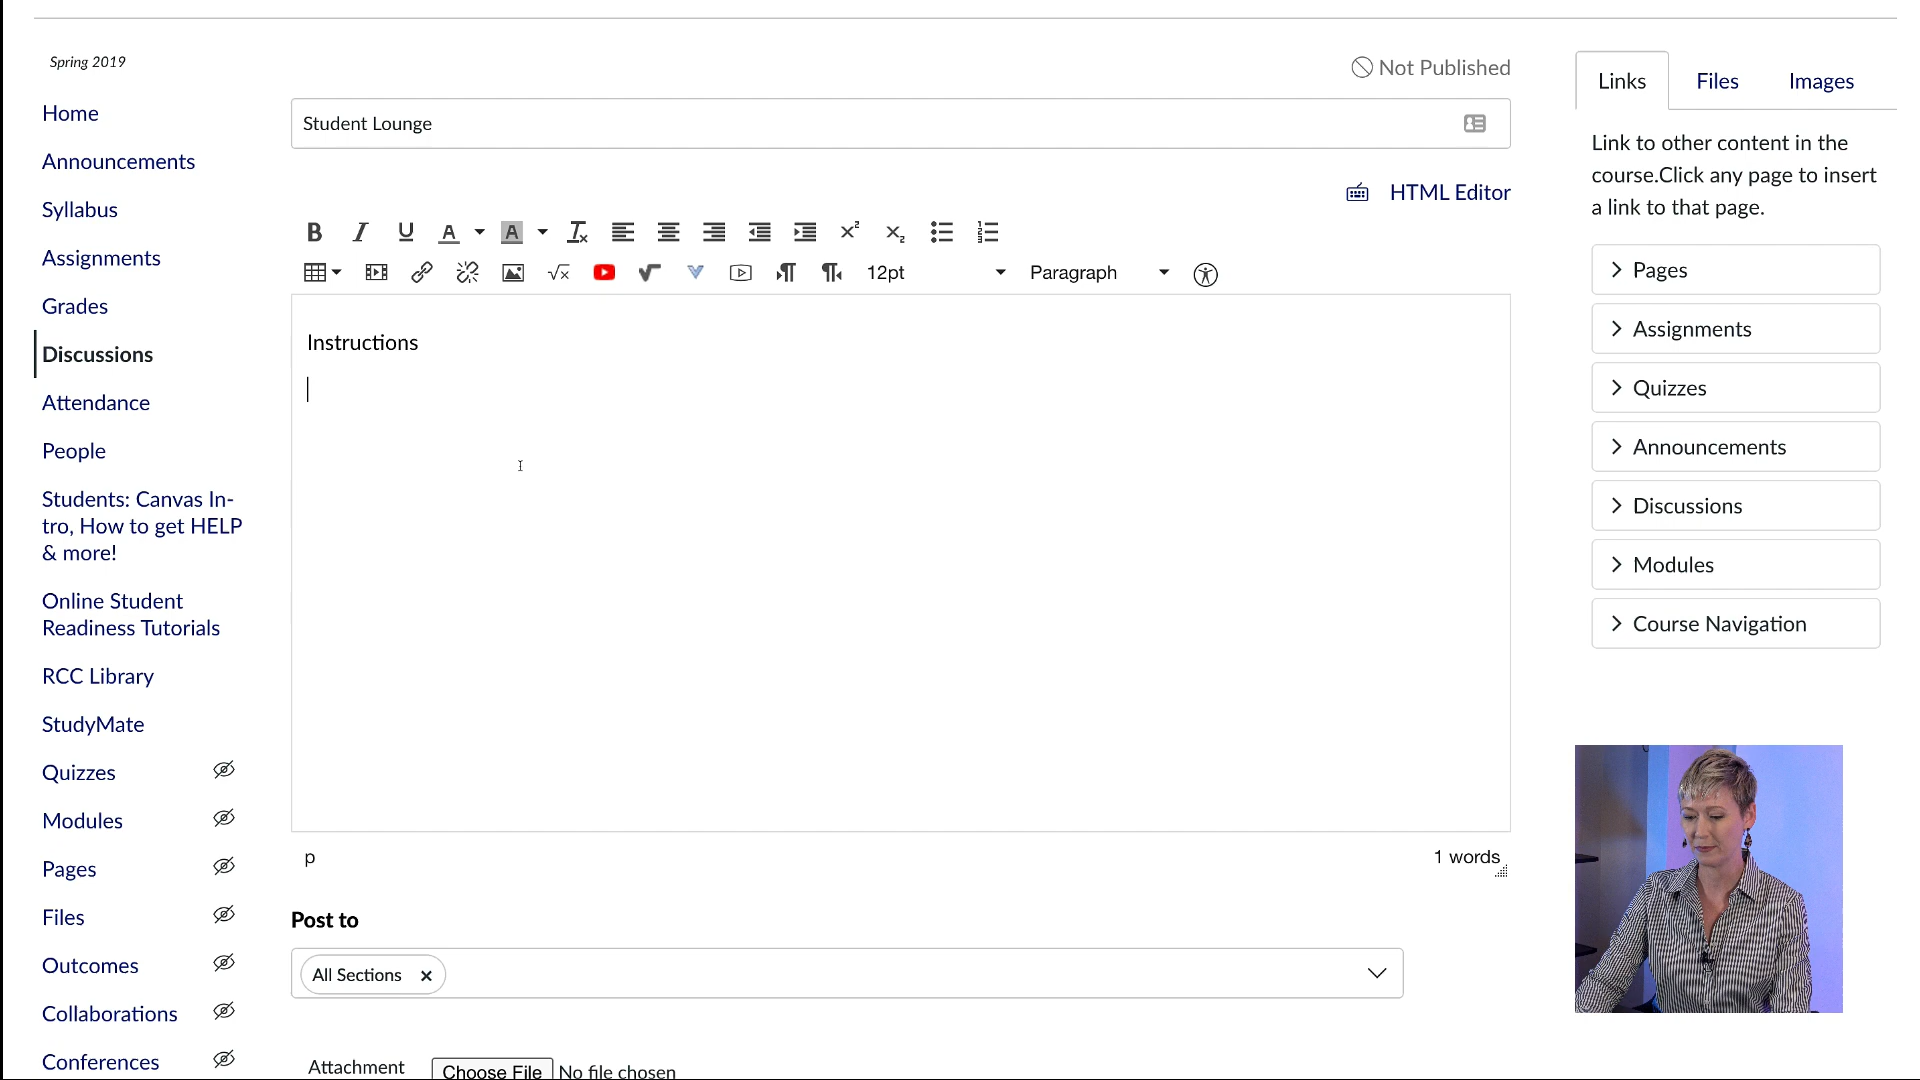 Spring 2019
Home
Announcements
Syllabus
Assignments
Grades
Discussions
Attendance
People
Students: Canvas In-
tro, How to get HELP
& more!
Online Student
Readiness Tutorials
RCC Library
StudyMate
Quizzes
Modules
Pages
Files
Outcomes
Collaborations
Conferences
Not Published
Student Lounge
HTML Editor
12pt
Paragraph
Instructions
p
1 words
Post to
All Sections
Attachment
Choose File No file chosen
Links Files Images
Link to other content in the
course.Click any page to insert
a link to that page.
Pages
Assignments
Quizzes
Announcements
Discussions
Modules
Course Navigation